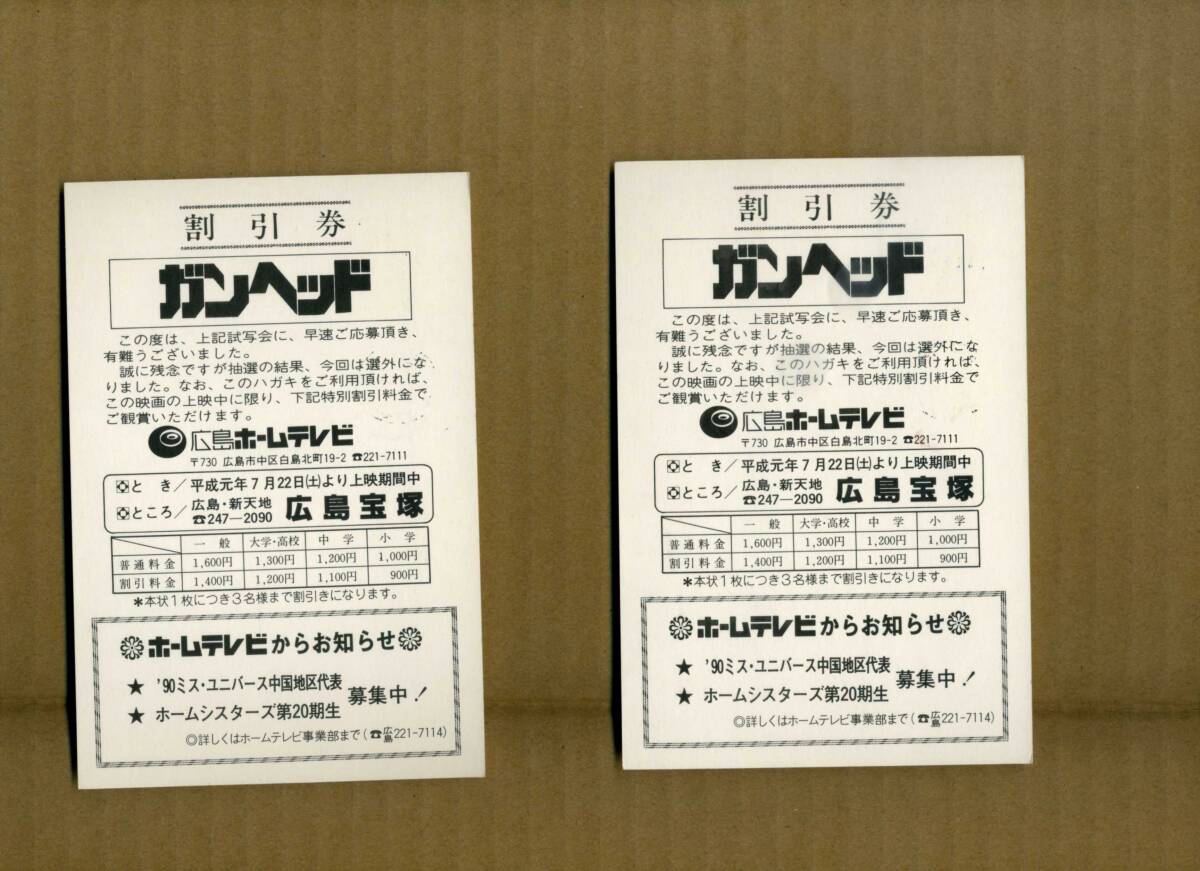 割引券
ガンヘッド
この度は、上記試写会に、早速ご応募頂き、
有難うございました。
誠に残念ですが抽選の結果、今回は選外にな
りました。なお、このハガキをご利用頂ければ、
この映画の上映中に限り、下記特別割引料金で
ご観賞いただけます。
広島ホームテレビ
〒730 広島市中区白島北町19-2 ☎221-7111
とき/平成元年7月22日(土)より上映期間中
ところ/広島・新天地 ☎247-2090 広島宝塚
一般 大学・高校 中学 小学
普通料金 1,600円 1,300円 1,200円 1,000円
割引料金 1,400円 1,200円 1,100円 900円
*本状1枚につき3名様まで割引きになります。
ホームテレビからお知らせ
★ '90ミス・ユニバース中国地区代表
★ ホームシスターズ第20期生
募集中!
◎詳しくはホームテレビ事業部まで(☎広島221-7114)
割引券
ガンヘッド
この度は、上記試写会に、早速ご応募頂き、
有難うございました。
誠に残念ですが抽選の結果、今回は選外にな
りました。なお、このハガキをご利用頂ければ、
この映画の上映中に限り、下記特別割引料金で
ご観賞いただけます。
広島ホームテレビ
〒730 広島市中区白島北町19-2 ☎221-7111
とき/平成元年7月22日(土)より上映期間中
ところ/広島・新天地 ☎247-2090 広島宝塚
一般 大学・高校 中学 小学
普通料金 1,600円 1,300円 1,200円 1,000円
割引料金 1,400円 1,200円 1,100円 900円
*本状1枚につき3名様まで割引きになります。
ホームテレビからお知らせ
★ '90ミス・ユニバース中国地区代表
★ ホームシスターズ第20期生
募集中!
◎詳しくはホームテレビ事業部まで(☎広島221-7114)